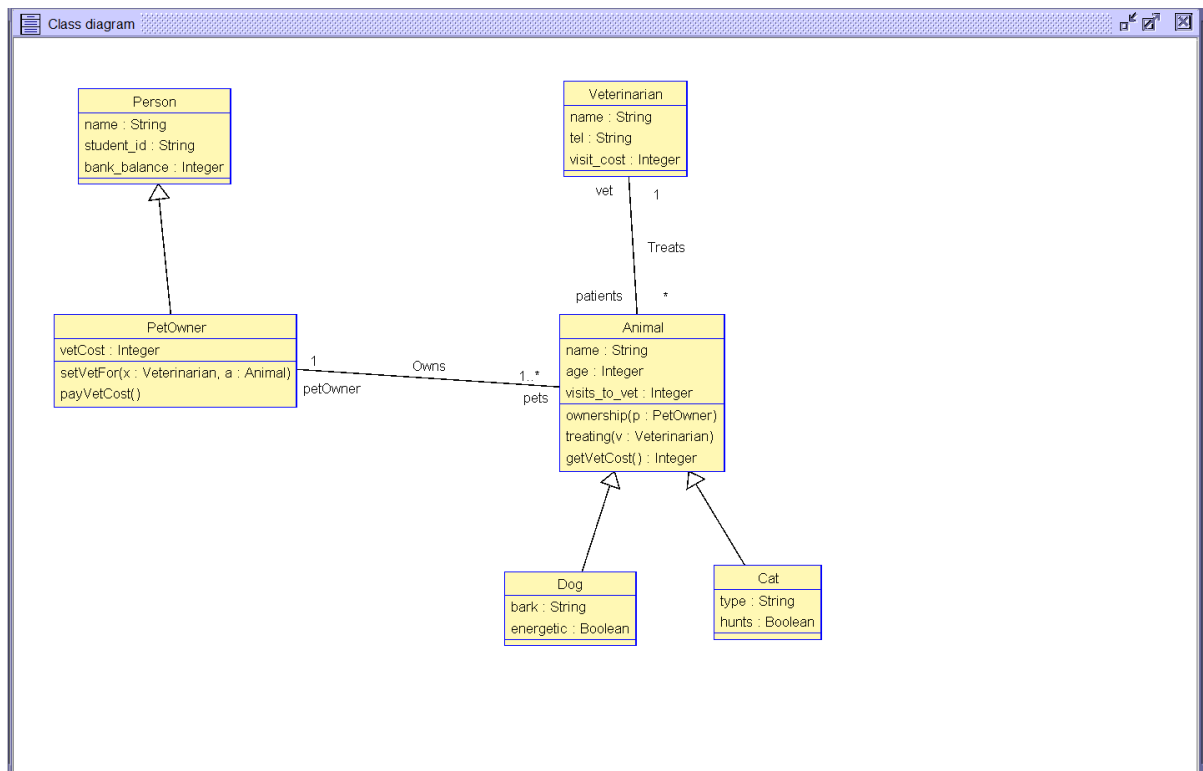 Class diagram
Person
name : String
student_id : String
bank_balance : Integer
Veterinarian
name : String
tel : String
visit_cost : Integer
vet
1
Treats
patients
*
PetOwner
vetCost : Integer
setVetFor(x : Veterinarian, a : Animal)
payVetCost()
1
petOwner
Owns
1..*
pets
Animal
name : String
age : Integer
visits_to_vet : Integer
ownership(p : PetOwner)
treating(v : Veterinarian)
getVetCost() : Integer
Dog
bark : String
energetic : Boolean
Cat
type : String
hunts : Boolean